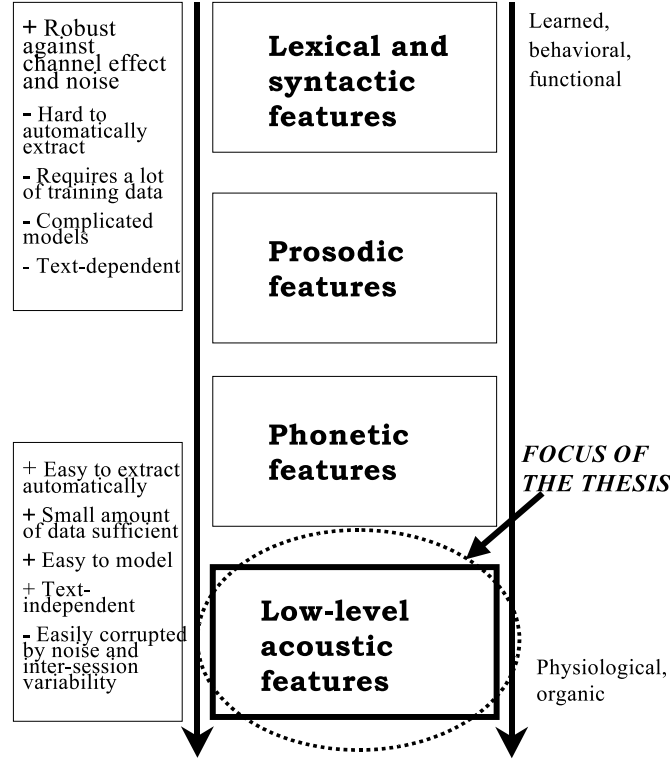 + Robust
against
channel effect
and noise
- Hard to
automatically
extract
- Requires a lot
of training data
- Complicated
models
- Text-dependent
Lexical and
syntactic
features
Learned,
behavioral,
functional
Prosodic
features
Phonetic
features
FOCUS OF
THE THESIS
+ Easy to extract
automatically
+ Small amount
of data sufficient
+ Easy to model
+ Text-
independent
- Easily corrupted
by noise and
inter-session
variability
Low-level
acoustic
features
Physiological,
organic